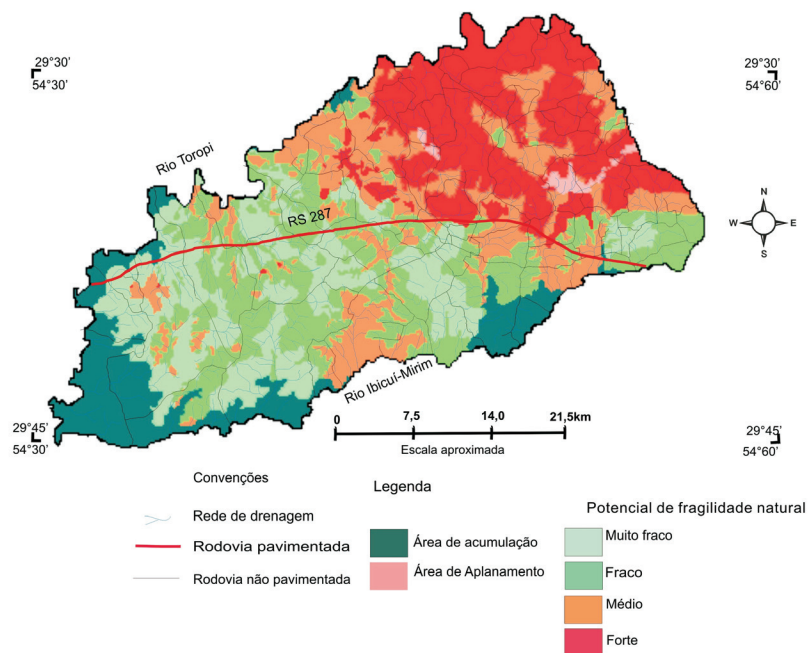 29°30’
54°30’
29°30’
54°60’
Rio Toropi
RS 287
N
W E
S
Rio Ibicuí-Mirim
29°45’
54°30’
29°45’
54°60’
0 7,5 14,0 21,5km
Escala aproximada
Convenções
Rede de drenagem
Rodovia pavimentada
Rodovia não pavimentada
Legenda
Área de acumulação
Área de Aplanamento
Potencial de fragilidade natural
Muito fraco
Fraco
Médio
Forte